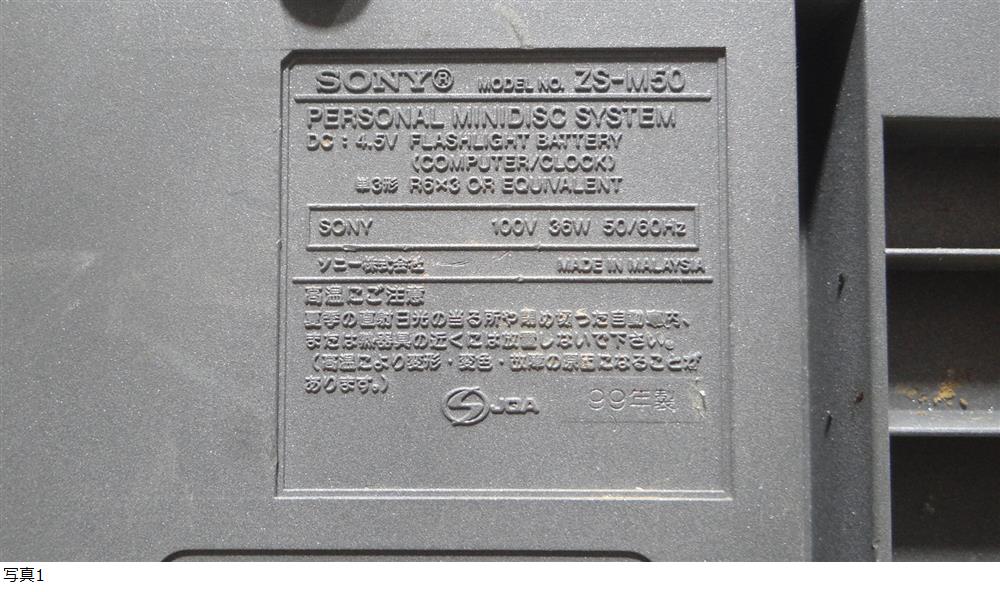 SONY® MODEL NO. ZS-M50
PERSONAL MINIDISC SYSTEM
DC : 4.5V FLASHLIGHT BATTERY
(COMPUTER/CLOCK)
単3形 R6×3 OR EQUIVALENT
SONY 100V 36W 50/60Hz
ソニー株式会社 MADE IN MALAYSIA
高温にご注意
夏季の直射日光の当る所や閉め切った自動車内、
または熱器具の近くには放置しないで下さい。
(高温により変形・変色・故障の原因になることが
あります。)
JQA 99年製
写真1